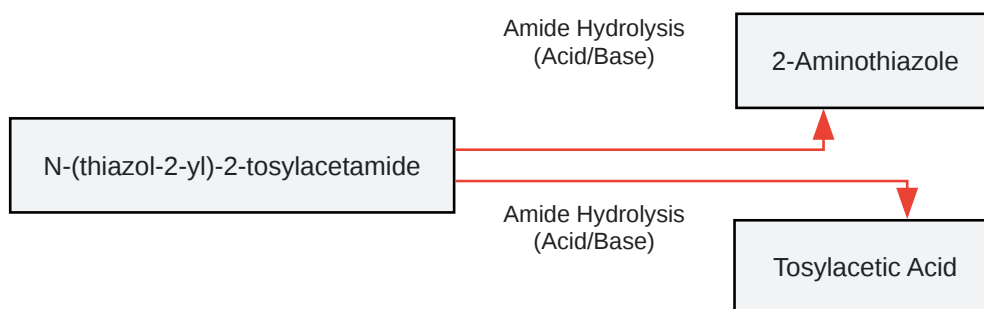 Amide Hydrolysis
(Acid/Base)
2-Aminothiazole
N-(thiazol-2-yl)-2-tosylacetamide
Amide Hydrolysis
(Acid/Base)
Tosylacetic Acid